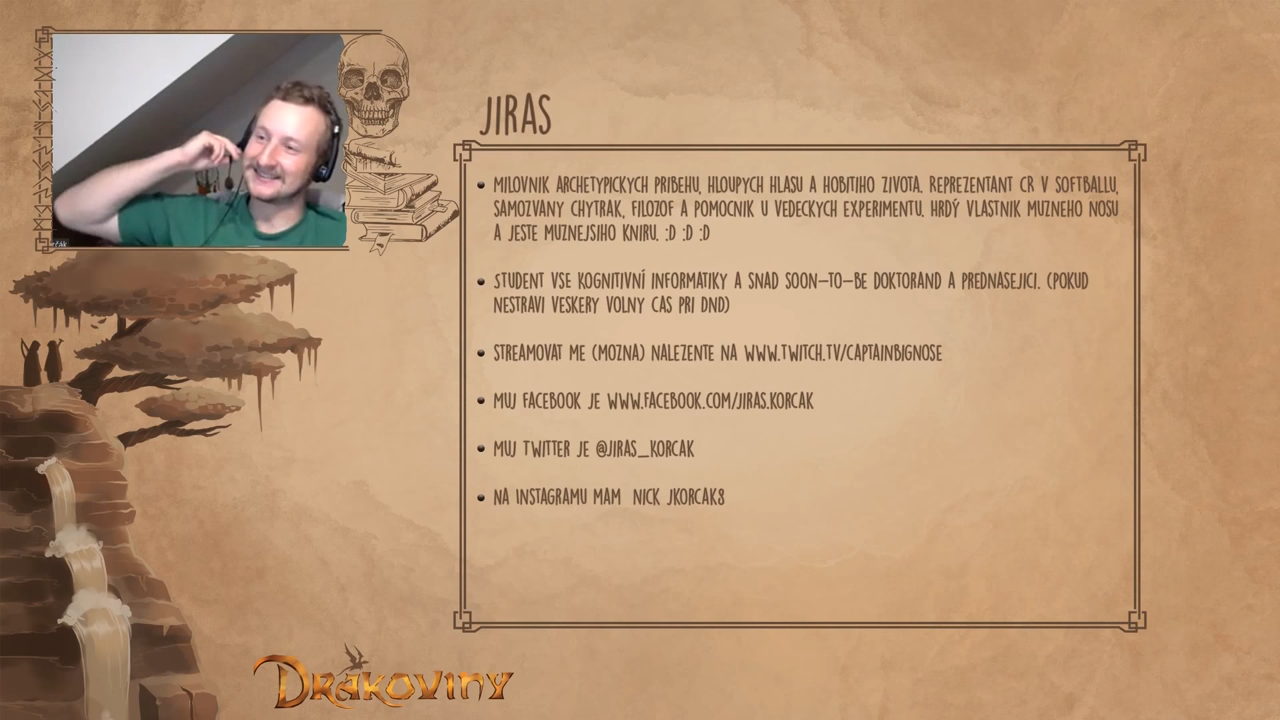 JIRAS
MILOVNIK ARCHETYPICKYCH PRIBEHU, HLOUPYCH HLASU A HOBITIHO ZIVOTA. REPREZENTANT CR V SOFTBALLU,
SAMOZVANY CHYTRAK, FILOZOF A POMOCNIK U VEDECKYCH EXPERIMENTU. HRDÝ VLASTNIK MUZNEHO NOSU
A JESTE MUZNEJSIHO KNIRU. :D :D :D
STUDENT VSE KOGNITIVNÍ INFORMATIKY A SNAD SOON-TO-BE DOKTORAND A PREDNASEJICI. (POKUD
NESTRAVI VESKERY VOLNY CAS PRI DND)
STREAMOVAT ME (MOZNA) NALEZENTE NA WWW.TWITCH.TV/CAPTAINBIGNOSE
MUJ FACEBOOK JE WWW.FACEBOOK.COM/JIRAS.KORCAK
MUJ TWITTER JE @JIRAS_KORCAK
NA INSTAGRAMU MAM NICK JKORCAK8
DRAKOVINY